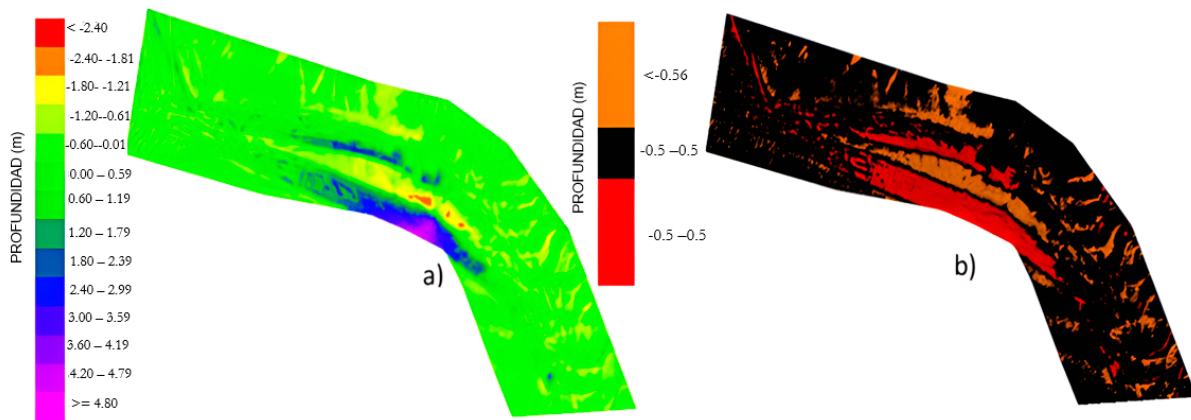 PROFUNDIDAD (m)
< -2.40
-2.40- -1.81
-1.80- -1.21
-1.20--0.61
-0.60--0.01
0.00 – 0.59
0.60 – 1.19
1.20 – 1.79
1.80 – 2.39
2.40 – 2.99
3.00 – 3.59
3.60 – 4.19
4.20 – 4.79
>= 4.80
a)
PROFUNDIDAD (m)
<-0.56
-0.5 –0.5
-0.5 –0.5
b)